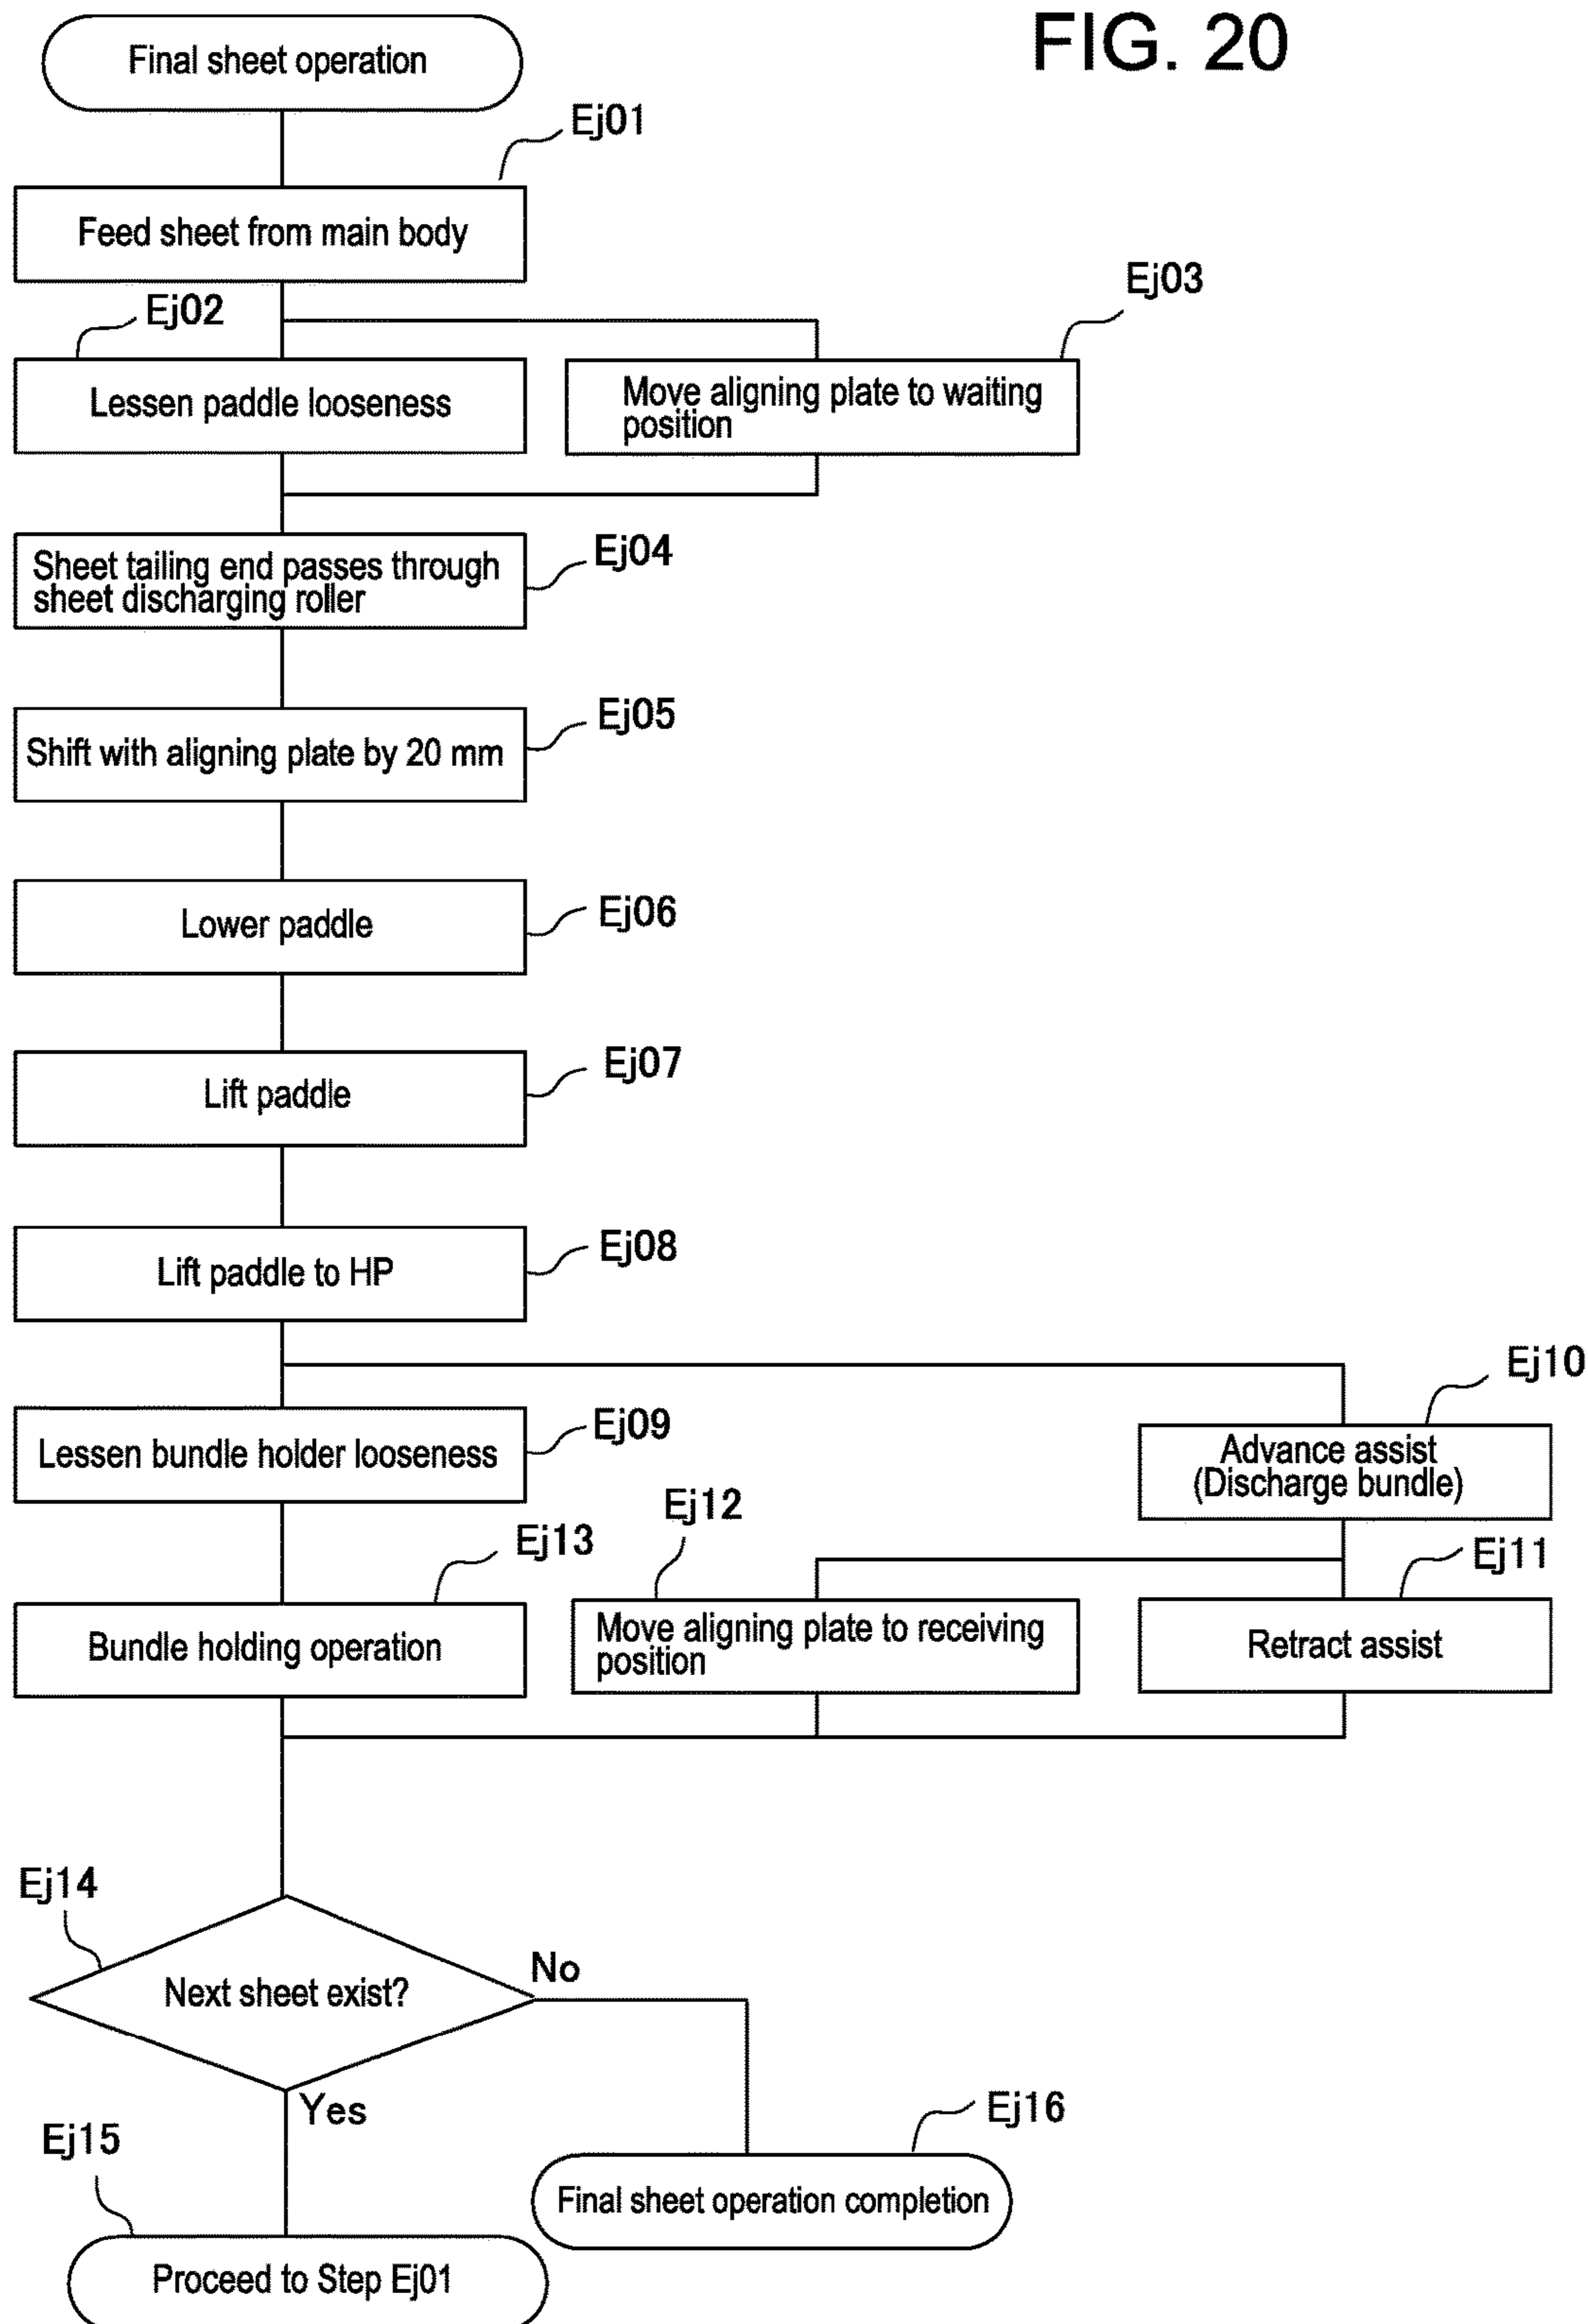 FIG. 20
Final sheet operation
Ej01
Feed sheet from main body
Ej02
Ej03
Lessen paddle looseness
Move aligning plate to waiting
position
Ej04
Sheet tailing end passes through
sheet discharging roller
Ej05
Shift with aligning plate by 20 mm
Ej06
Lower paddle
Ej07
Lift paddle
Ej08
Lift paddle to HP
Ej09
Lessen bundle holder looseness
Ej10
Advance assist
(Discharge bundle)
Ej13
Bundle holding operation
Ej12
Move aligning plate to receiving
position
Ej11
Retract assist
Ej14
Next sheet exist?
No
Yes
Ej15
Proceed to Step Ej01
Ej16
Final sheet operation completion